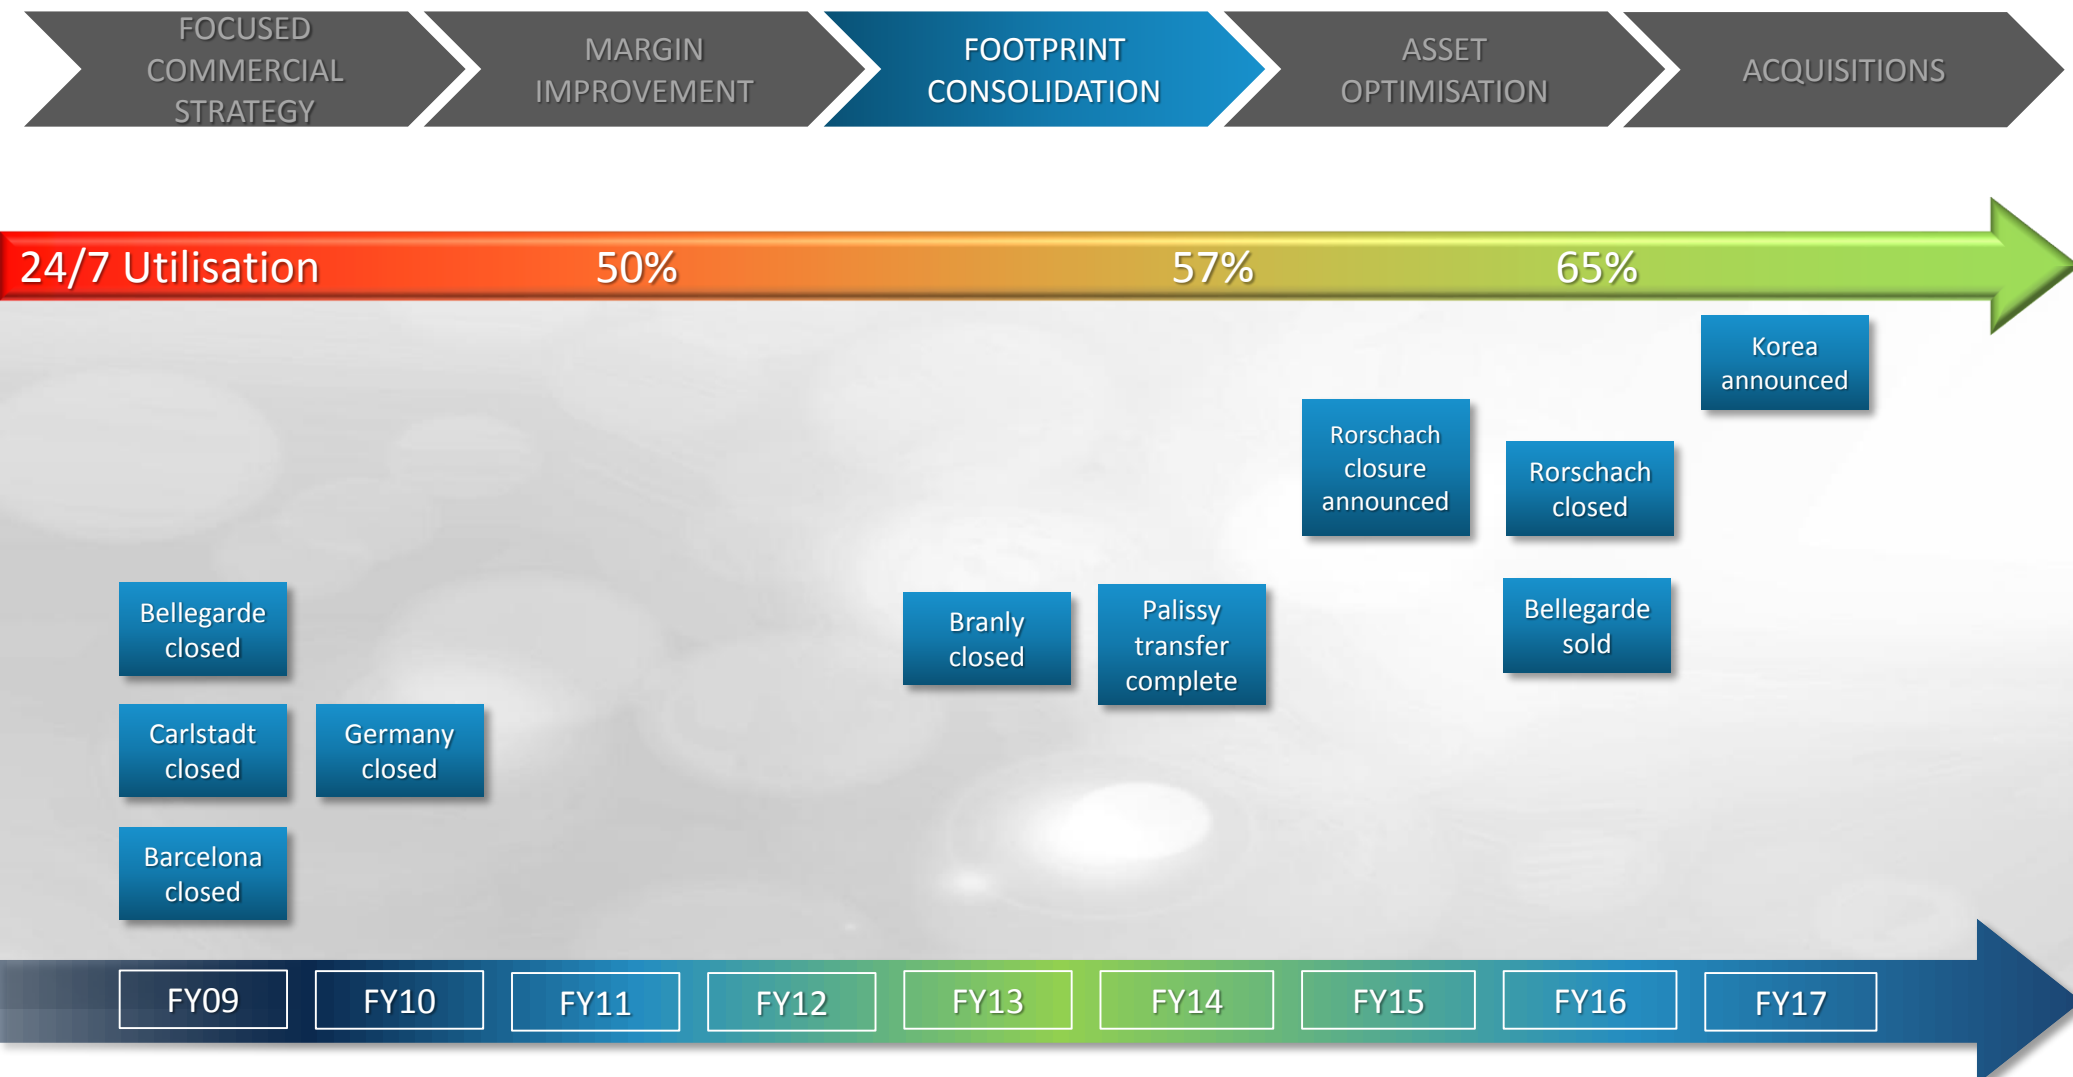 FOCUSED
COMMERCIAL
STRATEGY
MARGIN
IMPROVEMENT
FOOTPRINT
CONSOLIDATION
ASSET
OPTIMISATION
ACQUISITIONS
24/7 Utilisation 50% 57% 65%
Korea
announced
Rorschach
closure
announced
Rorschach
closed
Bellegarde
closed
Branly
closed
Palissy
transfer
complete
Bellegarde
sold
Carlstadt
closed
Germany
closed
Barcelona
closed
FY09 FY10 FY11 FY12 FY13 FY14 FY15 FY16 FY17